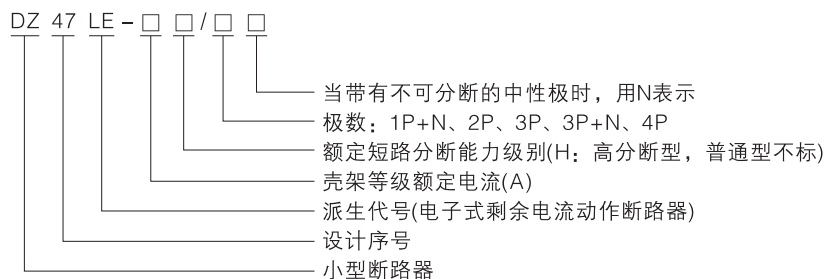 DZ 47 LE-□ □/□ □
当带有不可分断的中性极时，用N表示
极数：1P+N、2P、3P、3P+N、4P
额定短路分断能力级别(H：高分断型，普通型不标)
壳架等级额定电流(A)
派生代号(电子式剩余电流动作断路器)
设计序号
小型断路器